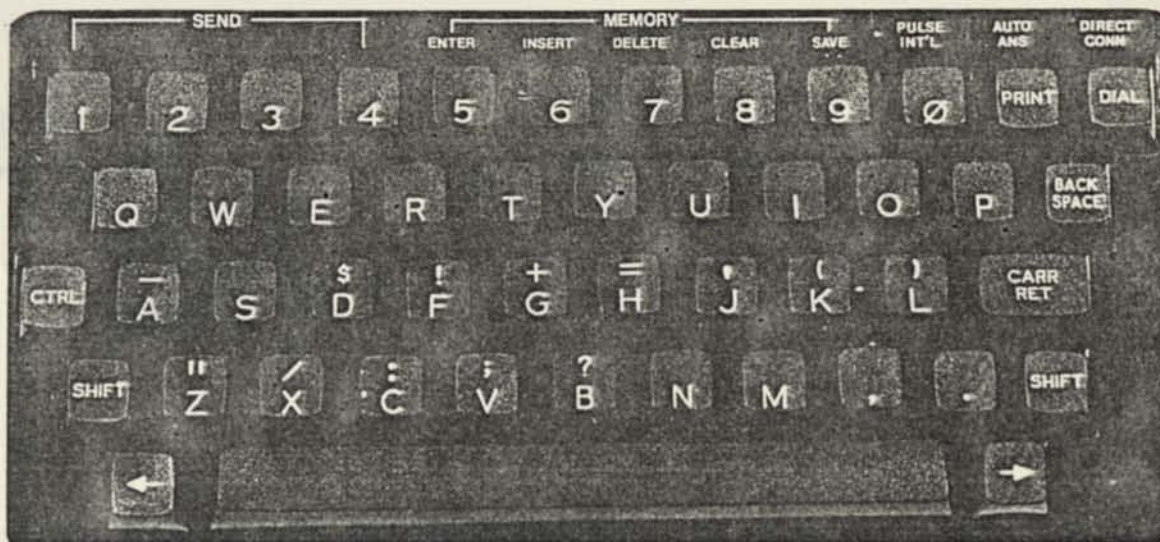 SEND MEMORY
ENTER INSERT DELETE CLEAR SAVE PULSE INT'L AUTO ANS DIRECT CONN
1 2 3 4 5 6 7 8 9 Ø PRINT DIAL
Q W E R T Y U I O P BACK SPACE
— $ ! + = ' ( )
CTRL A S D F G H J K L CARR RET
" / : ; ?
SHIFT Z X C V B N M , . SHIFT
← →